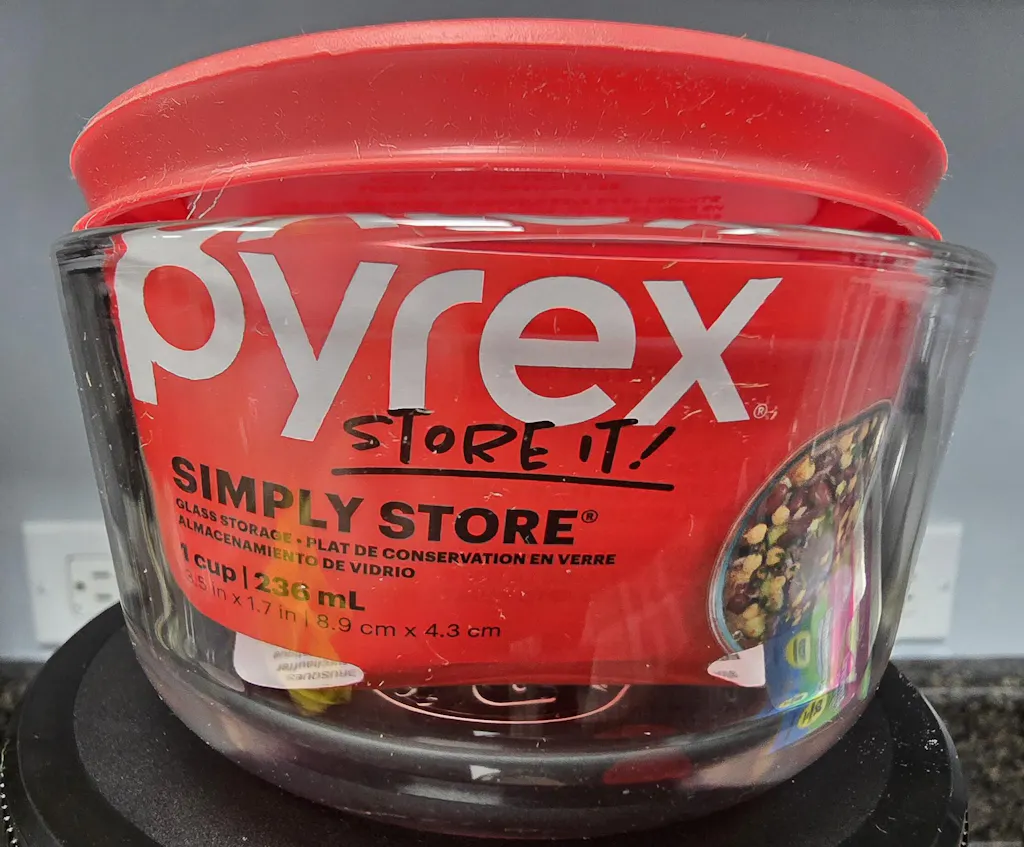 pyrex®
STORE IT!
SIMPLY STORE®
GLASS STORAGE • PLAT DE CONSERVATION EN VERRE
ALMACENAMIENTO DE VIDRIO
1 cup | 236 mL
3.5 in x 1.7 in | 8.9 cm x 4.3 cm